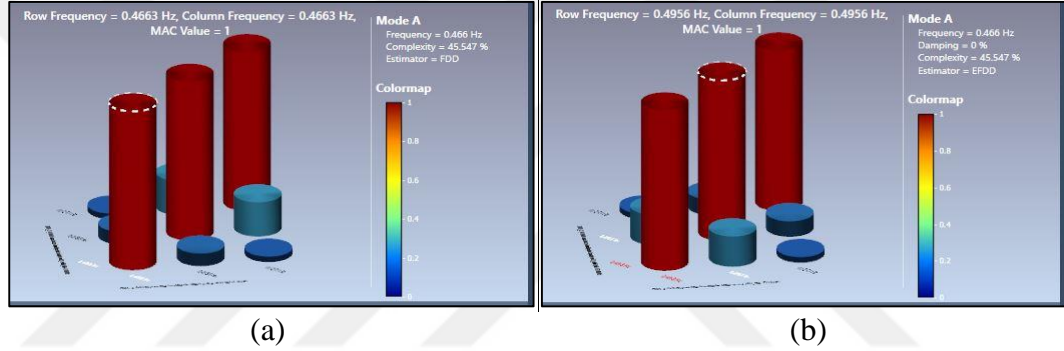 Row Frequency = 0.4663 Hz, Column Frequency = 0.4663 Hz,
MAC Value = 1
Mode A
Frequency = 0.466 Hz
Complexity = 45.547 %
Estimator = FDD
Colormap
1
0.8
0.6
0.4
0.2
0
(a)
Row Frequency = 0.4956 Hz, Column Frequency = 0.4956 Hz,
MAC Value = 1
Mode A
Frequency = 0.466 Hz
Damping = 0 %
Complexity = 45.547 %
Estimator = EFDD
Colormap
1
0.8
0.6
0.4
0.2
0
(b)